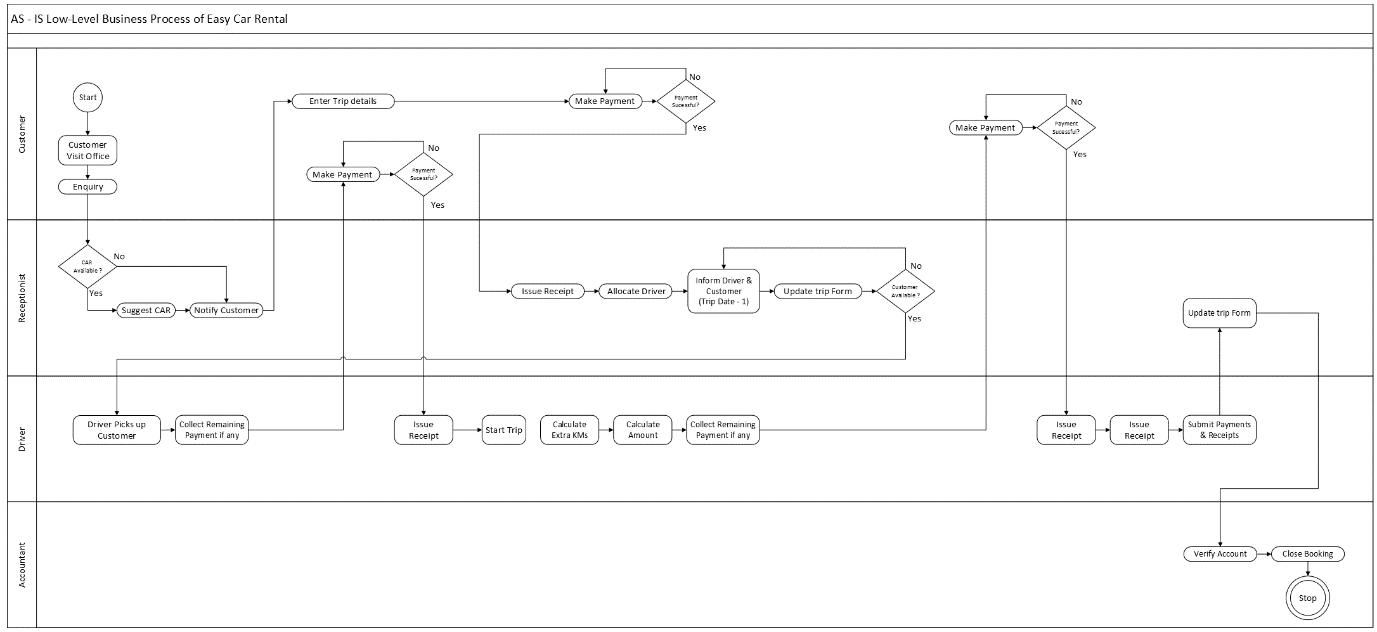 AS - IS Low-Level Business Process of Easy Car Rental
Customer
Start
Customer
Visit Office
Enquiry
Enter Trip details
Make Payment
Payment
Sucessful?
No
Yes
Make Payment
Payment
Sucessful?
No
Yes
Make Payment
Payment
Sucessful?
No
Yes
Receptionist
CAR
Available ?
No
Yes
Suggest CAR
Notify Customer
Issue Receipt
Allocate Driver
Inform Driver &
Customer
(Trip Date - 1)
Update trip Form
Customer
Available ?
No
Yes
Update trip Form
Driver
Driver Picks up
Customer
Collect Remaining
Payment if any
Issue
Receipt
Start Trip
Calculate
Extra KMs
Calculate
Amount
Collect Remaining
Payment if any
Issue
Receipt
Issue
Receipt
Submit Payments
& Receipts
Accountant
Verify Account
Close Booking
Stop